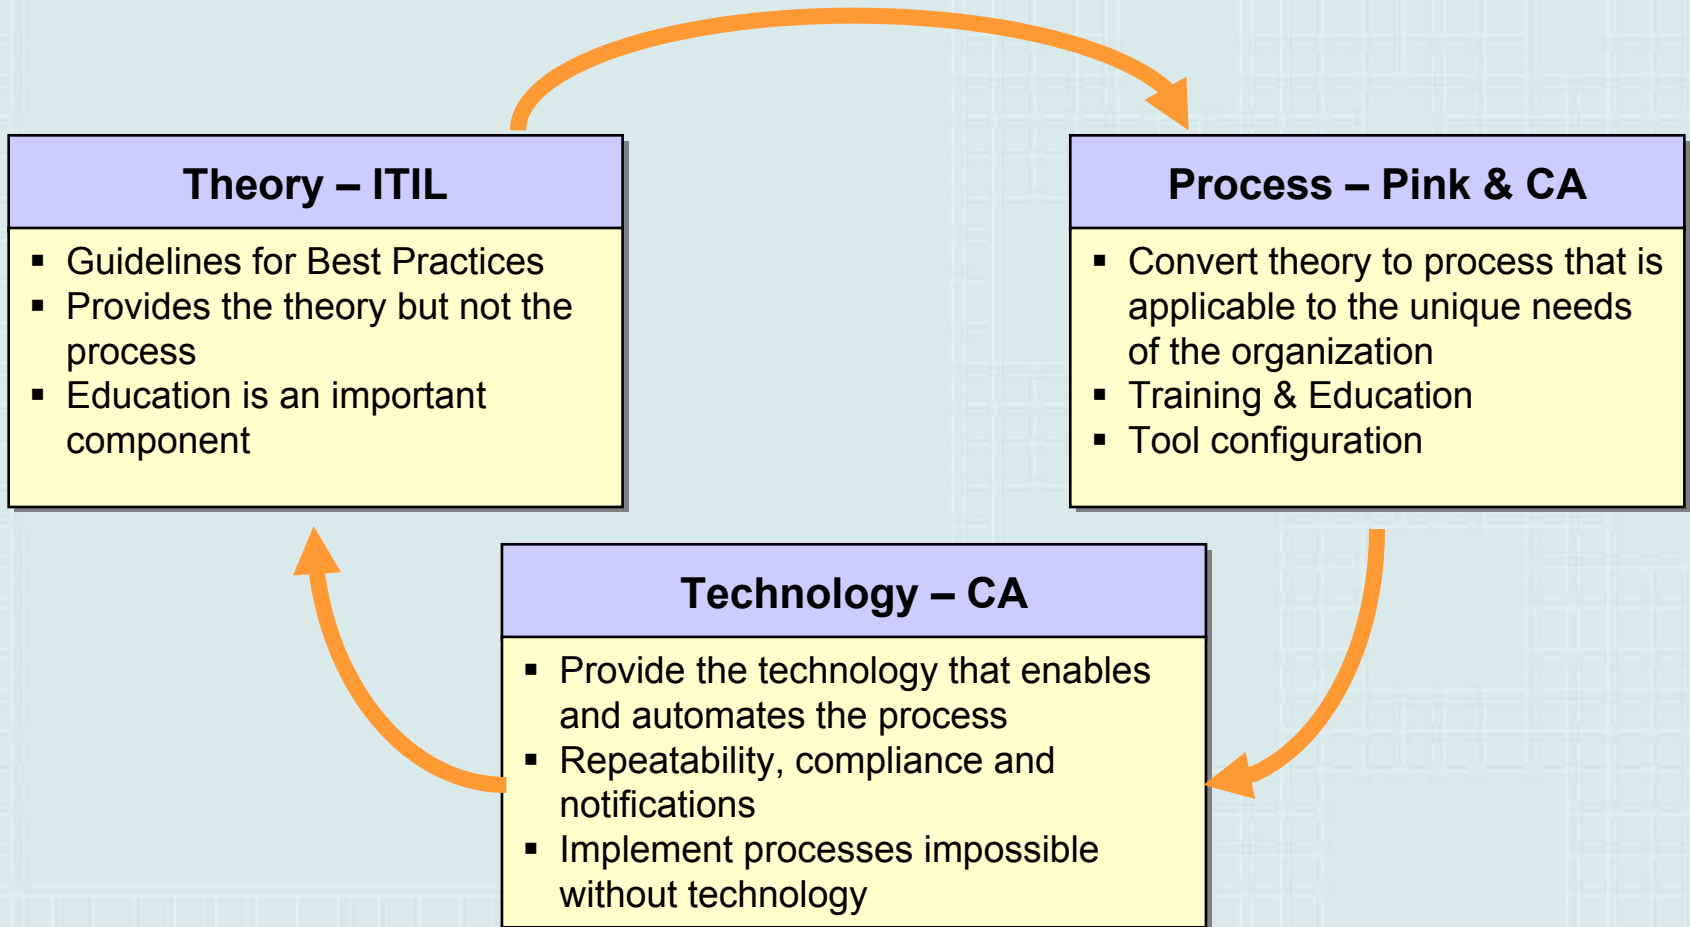 Theory – ITIL
▪ Guidelines for Best Practices
▪ Provides the theory but not the
process
▪ Education is an important
component
Process – Pink & CA
▪ Convert theory to process that is
applicable to the unique needs
of the organization
▪ Training & Education
▪ Tool configuration
Technology – CA
▪ Provide the technology that enables
and automates the process
▪ Repeatability, compliance and
notifications
▪ Implement processes impossible
without technology